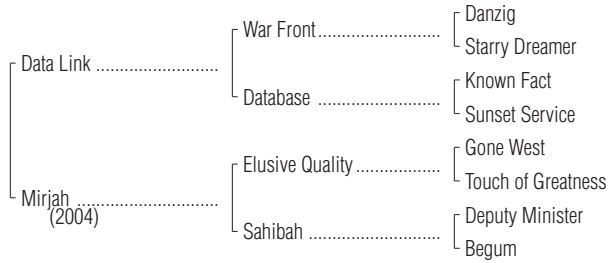 Danzig
War Front..............................
Starry Dreamer
Data Link ..............................
Known Fact
Database ..............................
Sunset Service
Gone West
Elusive Quality .....................
Touch of Greatness
Mirjah ...................................
(2004)
Deputy Minister
Sahibah .................................
Begum